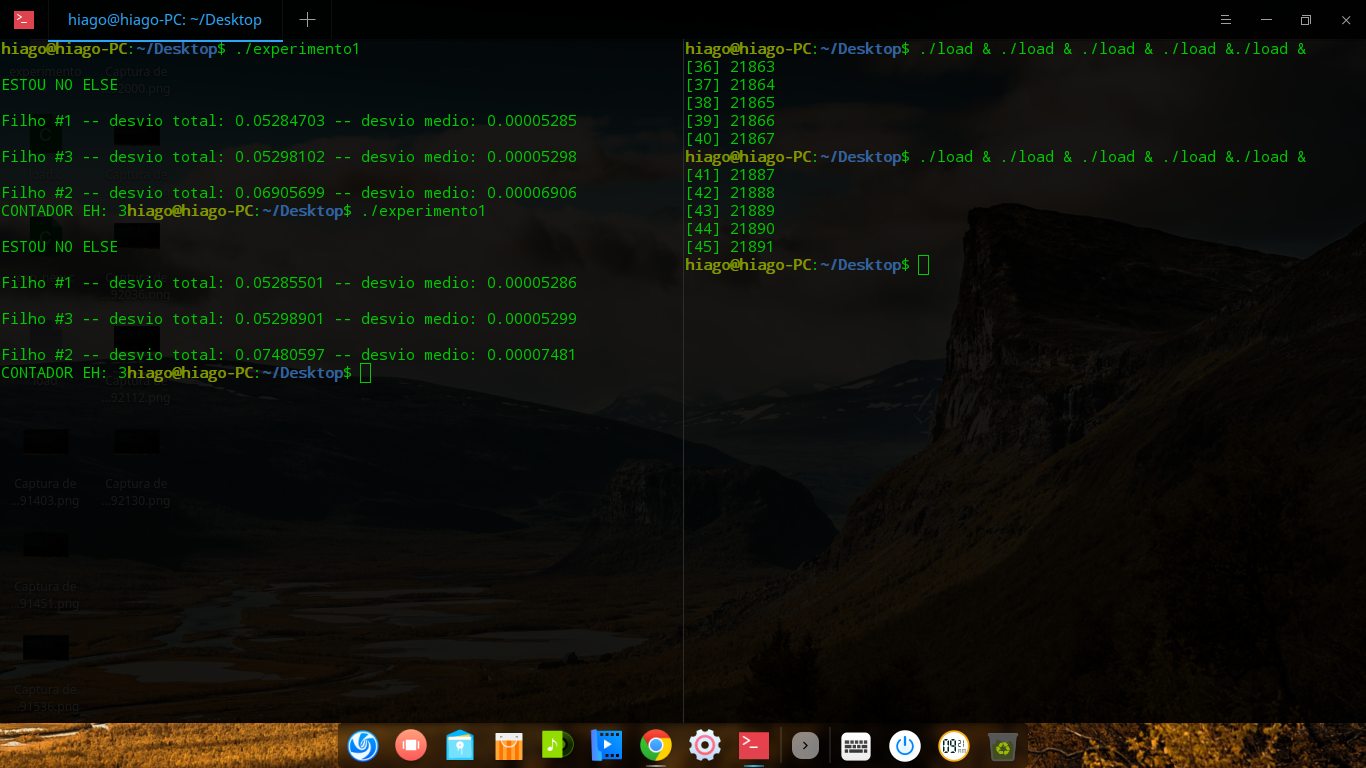 hiago@hiago-PC: ~/Desktop
hiago@hiago-PC:~/Desktop$ ./experimento1
ESTOU NO ELSE
Filho #1 -- desvio total: 0.05284703 -- desvio medio: 0.00005285
Filho #3 -- desvio total: 0.05298102 -- desvio medio: 0.00005298
Filho #2 -- desvio total: 0.06905699 -- desvio medio: 0.00006906
CONTADOR EH: 3hiago@hiago-PC:~/Desktop$ ./experimento1
ESTOU NO ELSE
Filho #1 -- desvio total: 0.05285501 -- desvio medio: 0.00005286
Filho #3 -- desvio total: 0.05298901 -- desvio medio: 0.00005299
Filho #2 -- desvio total: 0.07480597 -- desvio medio: 0.00007481
CONTADOR EH: 3hiago@hiago-PC:~/Desktop$
hiago@hiago-PC:~/Desktop$ ./load & ./load & ./load & ./load &./load &
[36] 21863
[37] 21864
[38] 21865
[39] 21866
[40] 21867
hiago@hiago-PC:~/Desktop$ ./load & ./load & ./load & ./load &./load &
[41] 21887
[42] 21888
[43] 21889
[44] 21890
[45] 21891
hiago@hiago-PC:~/Desktop$
experimento
Captura de
...92112.png
Captura de
...91403.png
Captura de
...92130.png
Captura de
...91451.png
Captura de
...91536.png
09